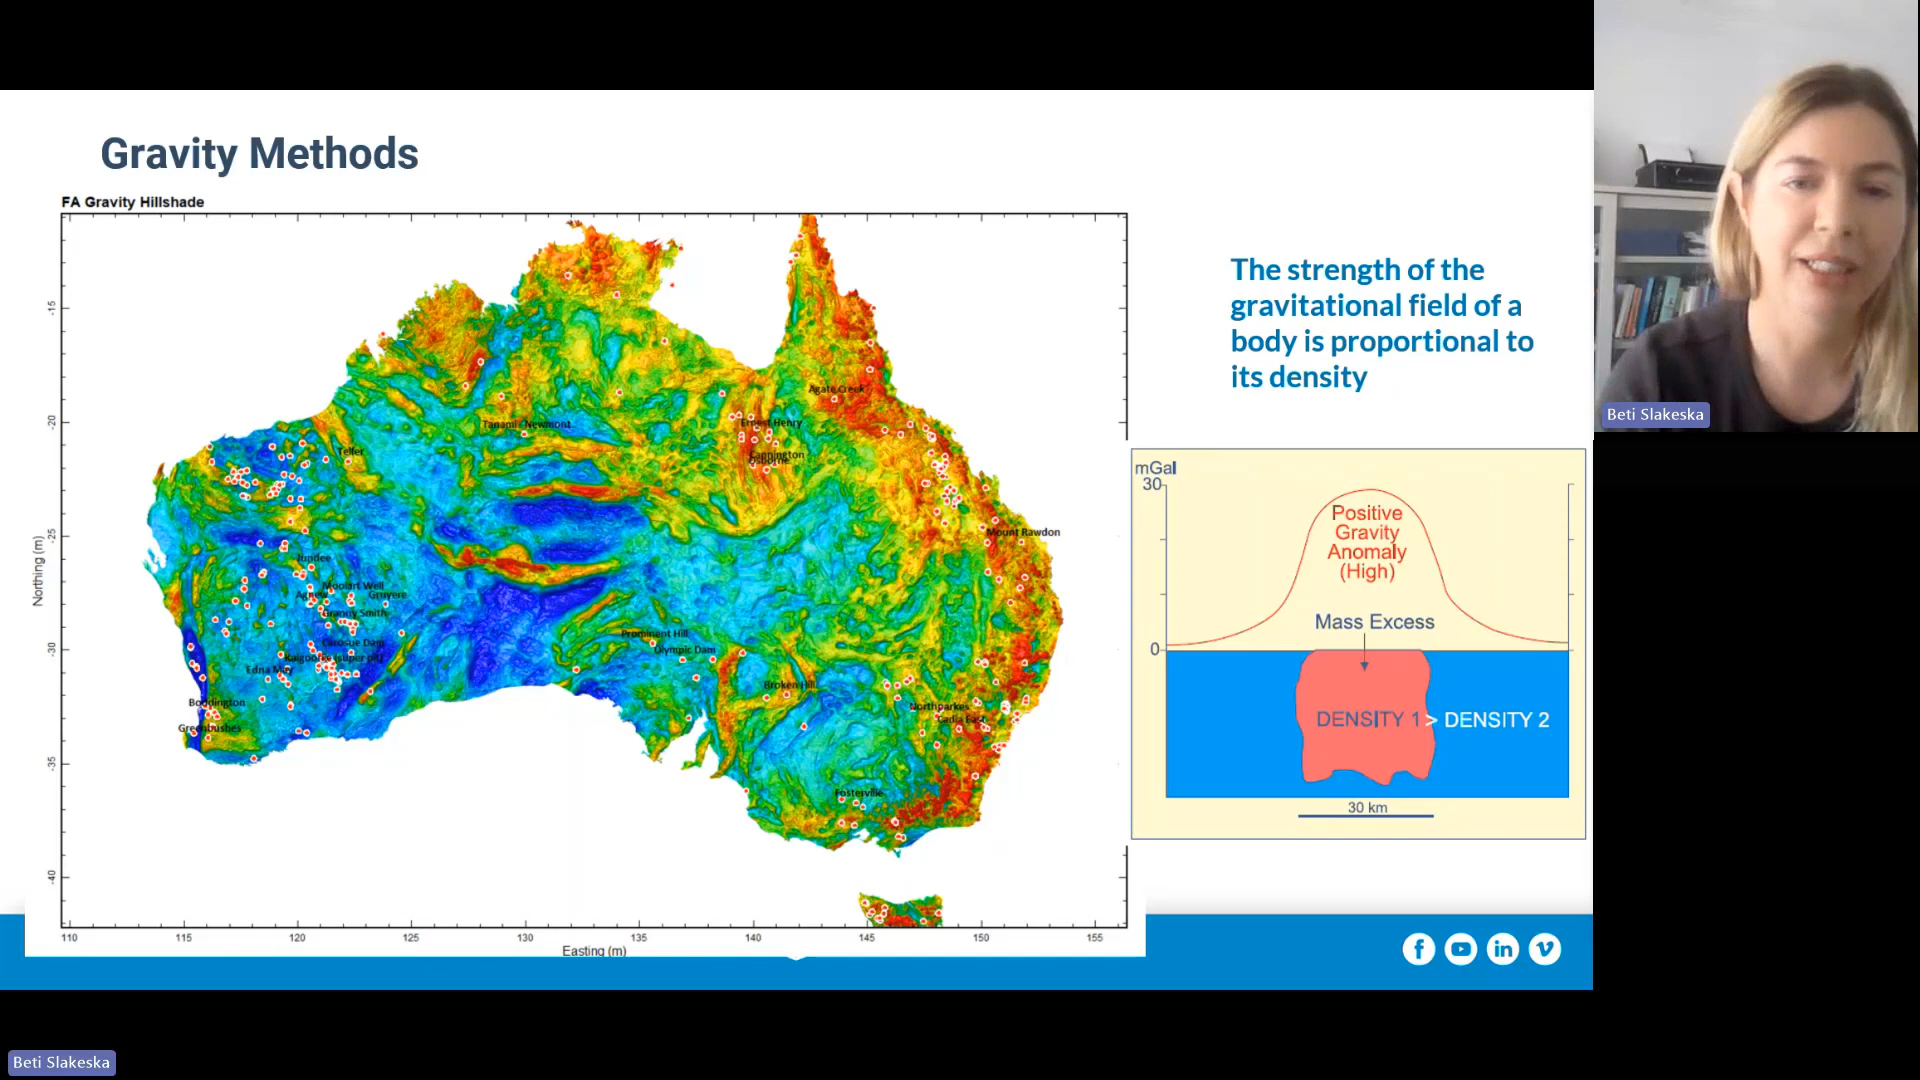 Gravity Methods
FA Gravity Hillshade
Northing (m)
-15
-20
-25
-30
-35
-40
Agate Creek
Tanami Newmont
Ernest Henry
Telfer
Cannington
Osborne
Mount Rawdon
Jundee
Moolart Well
Agnew
Gruyere
Granny Smith
Prominent Hill
Carosue Dam
Olympic Dam
Kalgoorlie (super pit)
Edna May
Broken Hill
Boddington
Northparkes
Cadia East
Greenbushes
Fosterville
110 115 120 125 130 135 140 145 150 155
Easting (m)
The strength of the
gravitational field of a
body is proportional to
its density
mGal
30
Positive
Gravity
Anomaly
(High)
Mass Excess
0
DENSITY 1 > DENSITY 2
30 km
Beti Slakeska
Beti Slakeska